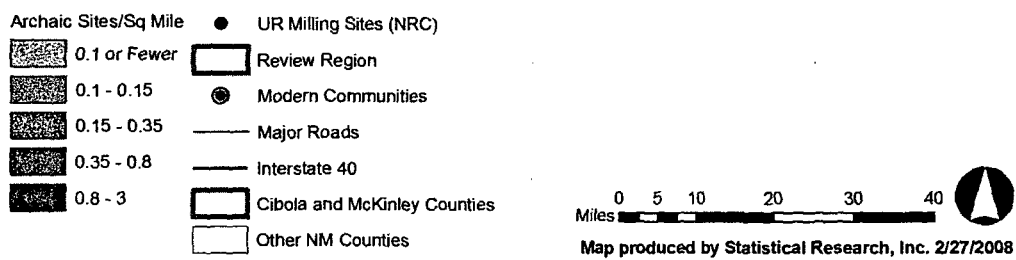 Archaic Sites/Sq Mile
0.1 or Fewer
0.1 - 0.15
0.15 - 0.35
0.35 - 0.8
0.8 - 3
UR Milling Sites (NRC)
Review Region
Modern Communities
Major Roads
Interstate 40
Cibola and McKinley Counties
Other NM Counties
0 5 10 20 30 40
Miles
Map produced by Statistical Research, Inc. 2/27/2008